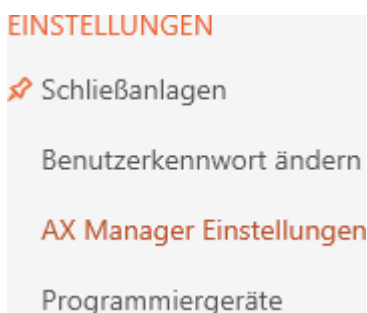 EINSTELLUNGEN
Schließanlagen
Benutzerkennwort ändern
AX Manager Einstellungen
Programmiergeräte